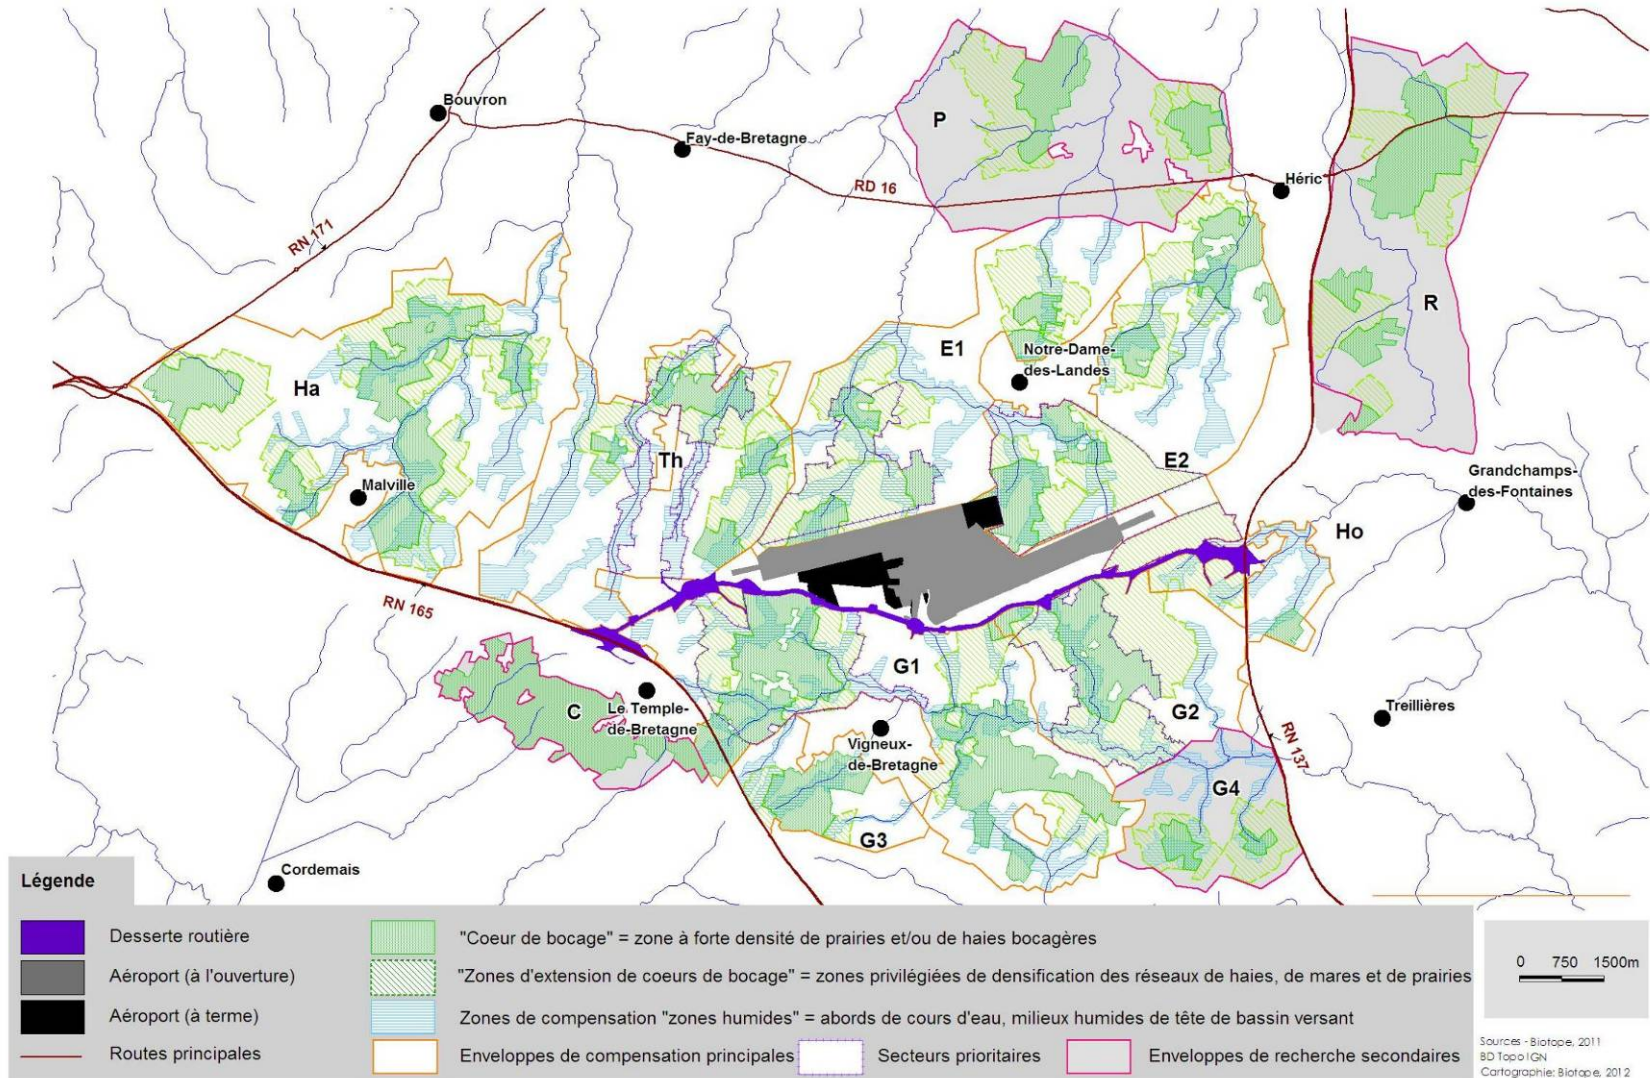 Bouvron
Fay-de-Bretagne
P
RD 16
Héric
RN 171
R
E1
Notre-Dame-
des-Landes
Ha
Th
E2
Malville
Grandchamps-
des-Fontaines
Ho
RN 165
G1
C
Le Temple-
de-Bretagne
G2
Treillières
Vigneux-
de-Bretagne
RN 137
G4
G3
Cordemais
Légende
Desserte routière
Aéroport (à l'ouverture)
Aéroport (à terme)
Routes principales
"Coeur de bocage" = zone à forte densité de prairies et/ou de haies bocagères
"Zones d'extension de coeurs de bocage" = zones privilégiées de densification des réseaux de haies, de mares et de prairies
Zones de compensation "zones humides" = abords de cours d'eau, milieux humides de tête de bassin versant
Enveloppes de compensation principales
Secteurs prioritaires
Enveloppes de recherche secondaires
0 750 1500m
Sources - Biotope, 2011
BD Topo IGN
Cartographie: Biotope, 2012